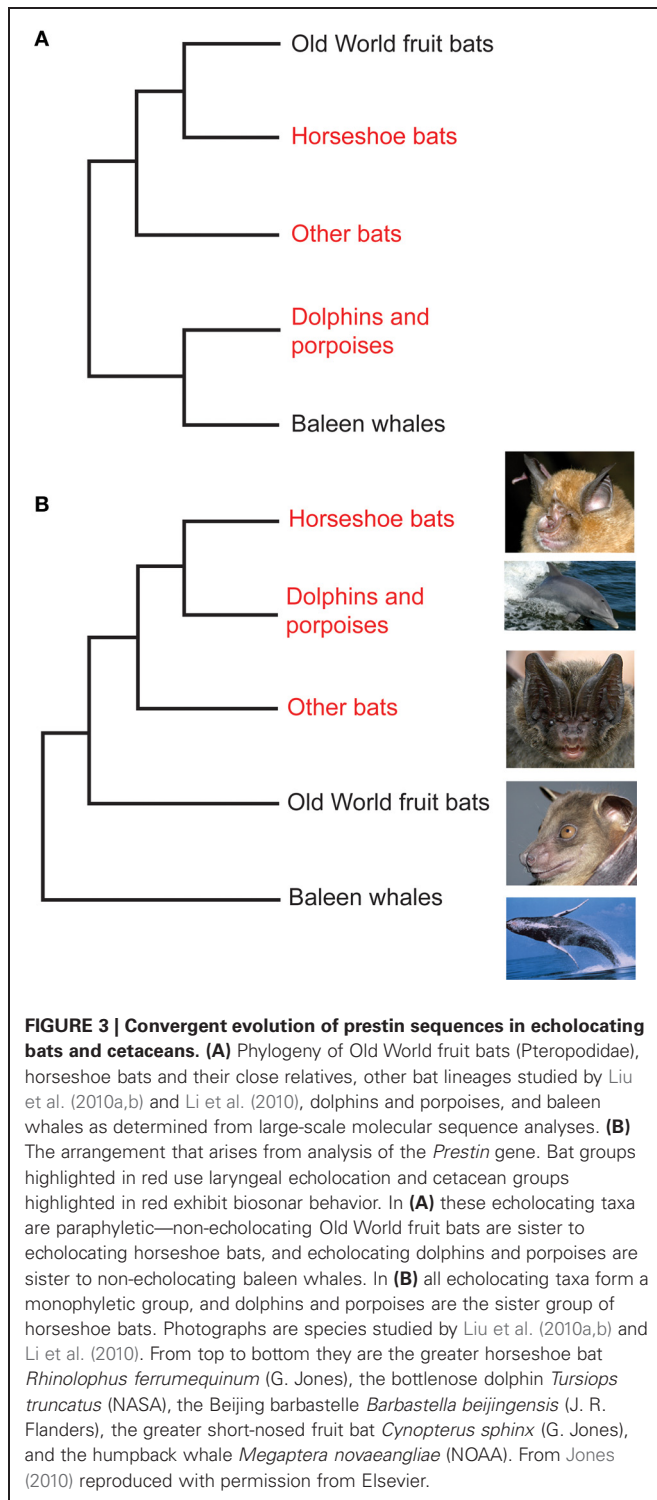 A
Old World fruit bats
Horseshoe bats
Other bats
Dolphins and
porpoises
Baleen whales
B
Horseshoe bats
Dolphins and
porpoises
Other bats
Old World fruit bats
Baleen whales
FIGURE 3 | Convergent evolution of prestin sequences in echolocating
bats and cetaceans. (A) Phylogeny of Old World fruit bats (Pteropodidae),
horseshoe bats and their close relatives, other bat lineages studied by Liu
et al. (2010a,b) and Li et al. (2010), dolphins and porpoises, and baleen
whales as determined from large-scale molecular sequence analyses. (B)
The arrangement that arises from analysis of the Prestin gene. Bat groups
highlighted in red use laryngeal echolocation and cetacean groups
highlighted in red exhibit biosonar behavior. In (A) these echolocating taxa
are paraphyletic—non-echolocating Old World fruit bats are sister to
echolocating horseshoe bats, and echolocating dolphins and porpoises are
sister to non-echolocating baleen whales. In (B) all echolocating taxa form a
monophyletic group, and dolphins and porpoises are the sister group of
horseshoe bats. Photographs are species studied by Liu et al. (2010a,b) and
Li et al. (2010). From top to bottom they are the greater horseshoe bat
Rhinolophus ferrumequinum (G. Jones), the bottlenose dolphin Tursiops
truncatus (NASA), the Beijing barbastelle Barbastella beijingensis (J. R.
Flanders), the greater short-nosed fruit bat Cynopterus sphinx (G. Jones),
and the humpback whale Megaptera novaeangliae (NOAA). From Jones
(2010) reproduced with permission from Elsevier.